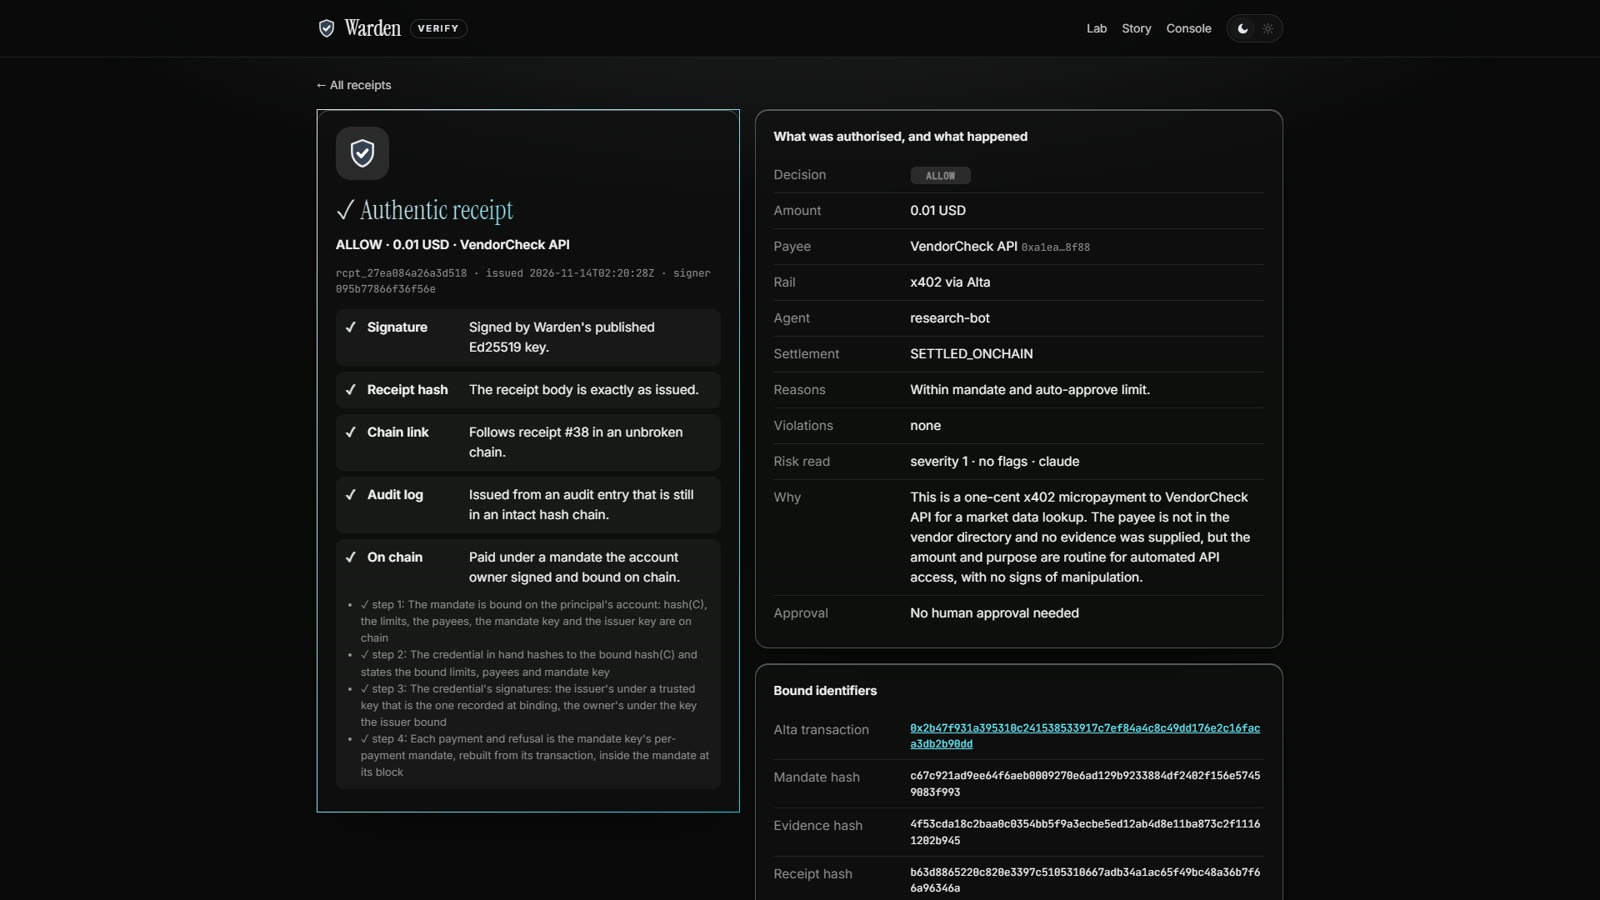 Warden VERIFY
Lab Story Console
← All receipts
✓ Authentic receipt
ALLOW · 0.01 USD · VendorCheck API
rcpt_27ea084a26a3d518 · issued 2026-11-14T02:20:28Z · signer
095b77866f36f56e
✓ Signature Signed by Warden's published
Ed25519 key.
✓ Receipt hash The receipt body is exactly as issued.
✓ Chain link Follows receipt #38 in an unbroken
chain.
✓ Audit log Issued from an audit entry that is still
in an intact hash chain.
✓ On chain Paid under a mandate the account
owner signed and bound on chain.
• ✓ step 1: The mandate is bound on the principal's account: hash(C),
the limits, the payees, the mandate key and the issuer key are on
chain
• ✓ step 2: The credential in hand hashes to the bound hash(C) and
states the bound limits, payees and mandate key
• ✓ step 3: The credential's signatures: the issuer's under a trusted
key that is the one recorded at binding, the owner's under the key
the issuer bound
• ✓ step 4: Each payment and refusal is the mandate key's per-
payment mandate, rebuilt from its transaction, inside the mandate at
its block
What was authorised, and what happened
Decision ALLOW
Amount 0.01 USD
Payee VendorCheck API 0xa1ea…8f88
Rail x402 via Alta
Agent research-bot
Settlement SETTLED_ONCHAIN
Reasons Within mandate and auto-approve limit.
Violations none
Risk read severity 1 · no flags · claude
Why This is a one-cent x402 micropayment to VendorCheck
API for a market data lookup. The payee is not in the
vendor directory and no evidence was supplied, but the
amount and purpose are routine for automated API
access, with no signs of manipulation.
Approval No human approval needed
Bound identifiers
Alta transaction 0x2b47f931a395310c241538533917c7ef84a4c8c49dd176e2c16fac
a3db2b90dd
Mandate hash c67c921ad9ee64f6aeb0009270e6ad129b9233884df2402f156e5745
9083f993
Evidence hash 4f53cda18c2baa0c0354bb5f9a3ecbe5ed12ab4d8e11ba873c2f1116
1202b945
Receipt hash b63d8865220c820e3397c5105310667adb34a1ac65f49bc48a36b7f6
6a96346a